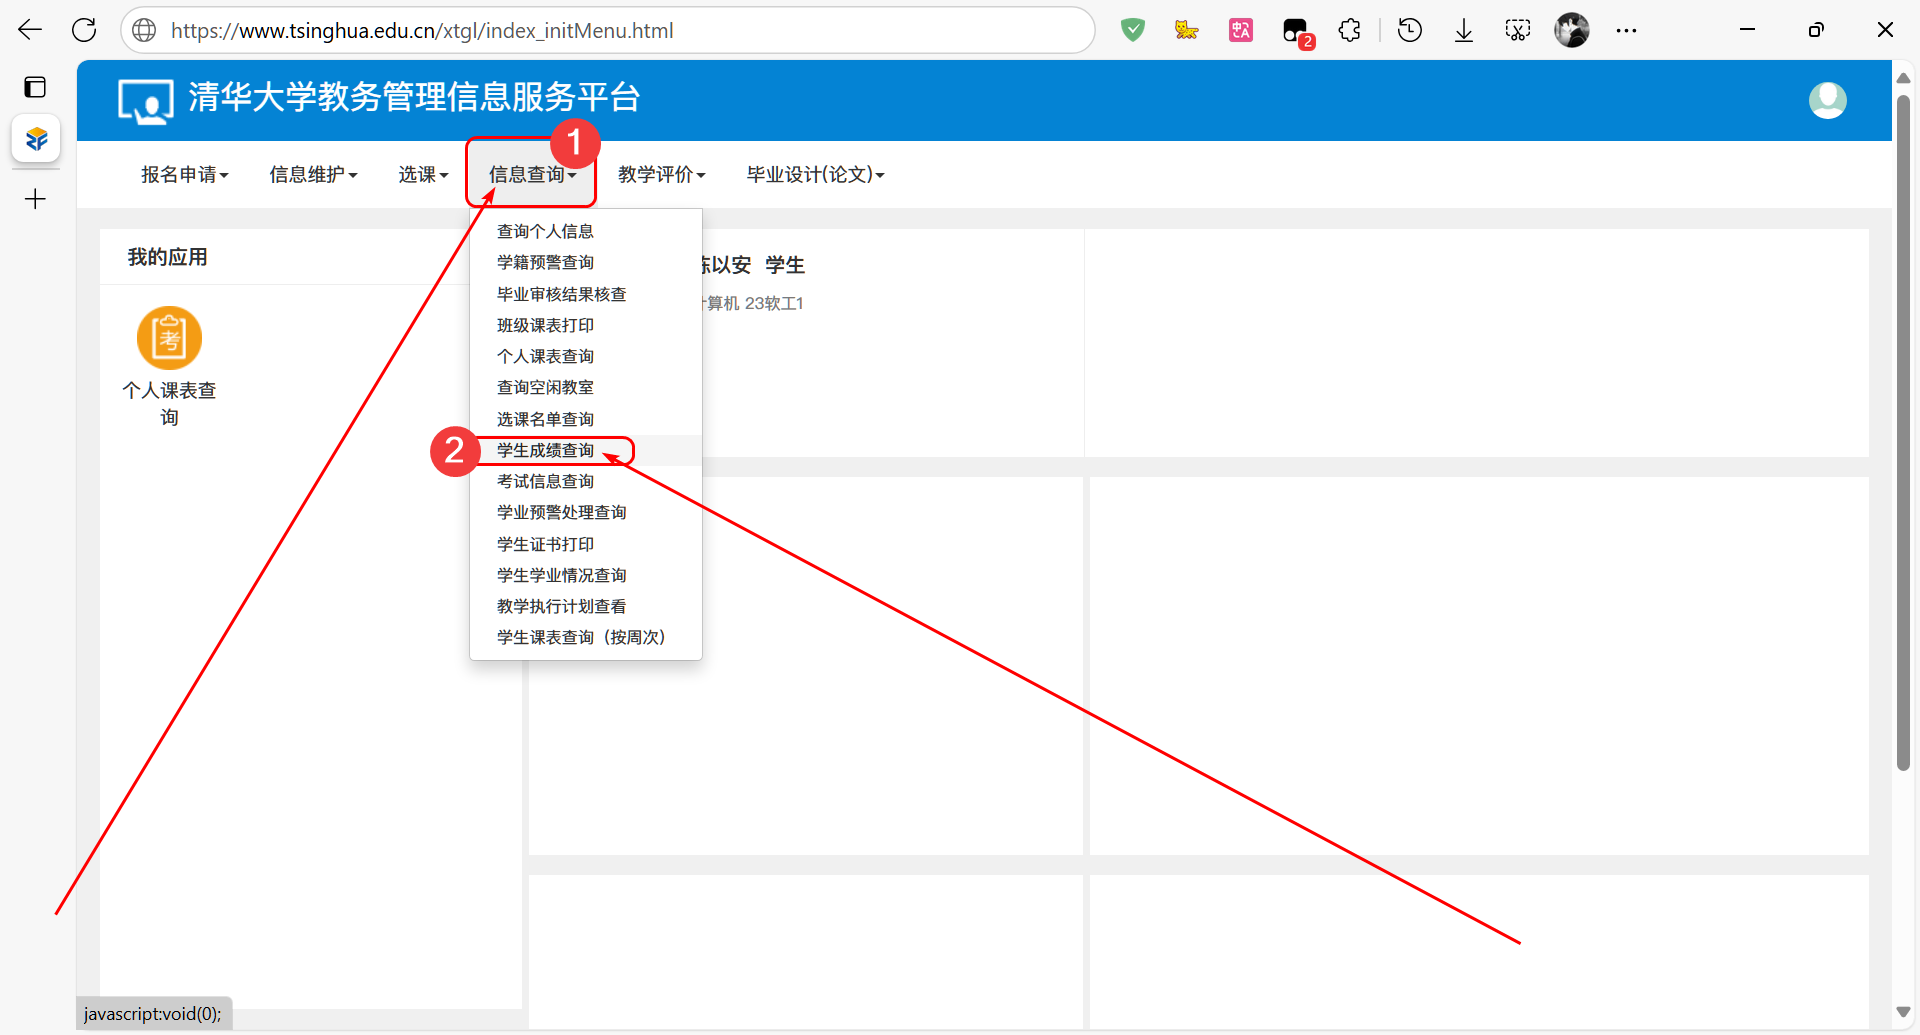 https://www.tsinghua.edu.cn/xtgl/index_initMenu.html
2
清华大学教务管理信息服务平台
1
报名申请 信息维护 选课 信息查询 教学评价 毕业设计(论文)
我的应用
个人课表查
询
查询个人信息
学籍预警查询
毕业审核结果核查
班级课表打印
个人课表查询
查询空闲教室
选课名单查询
2
学生成绩查询
考试信息查询
学业预警处理查询
学生证书打印
学生学业情况查询
教学执行计划查看
学生课表查询（按周次）
以安 学生
算机 23软工1
javascript:void(0);